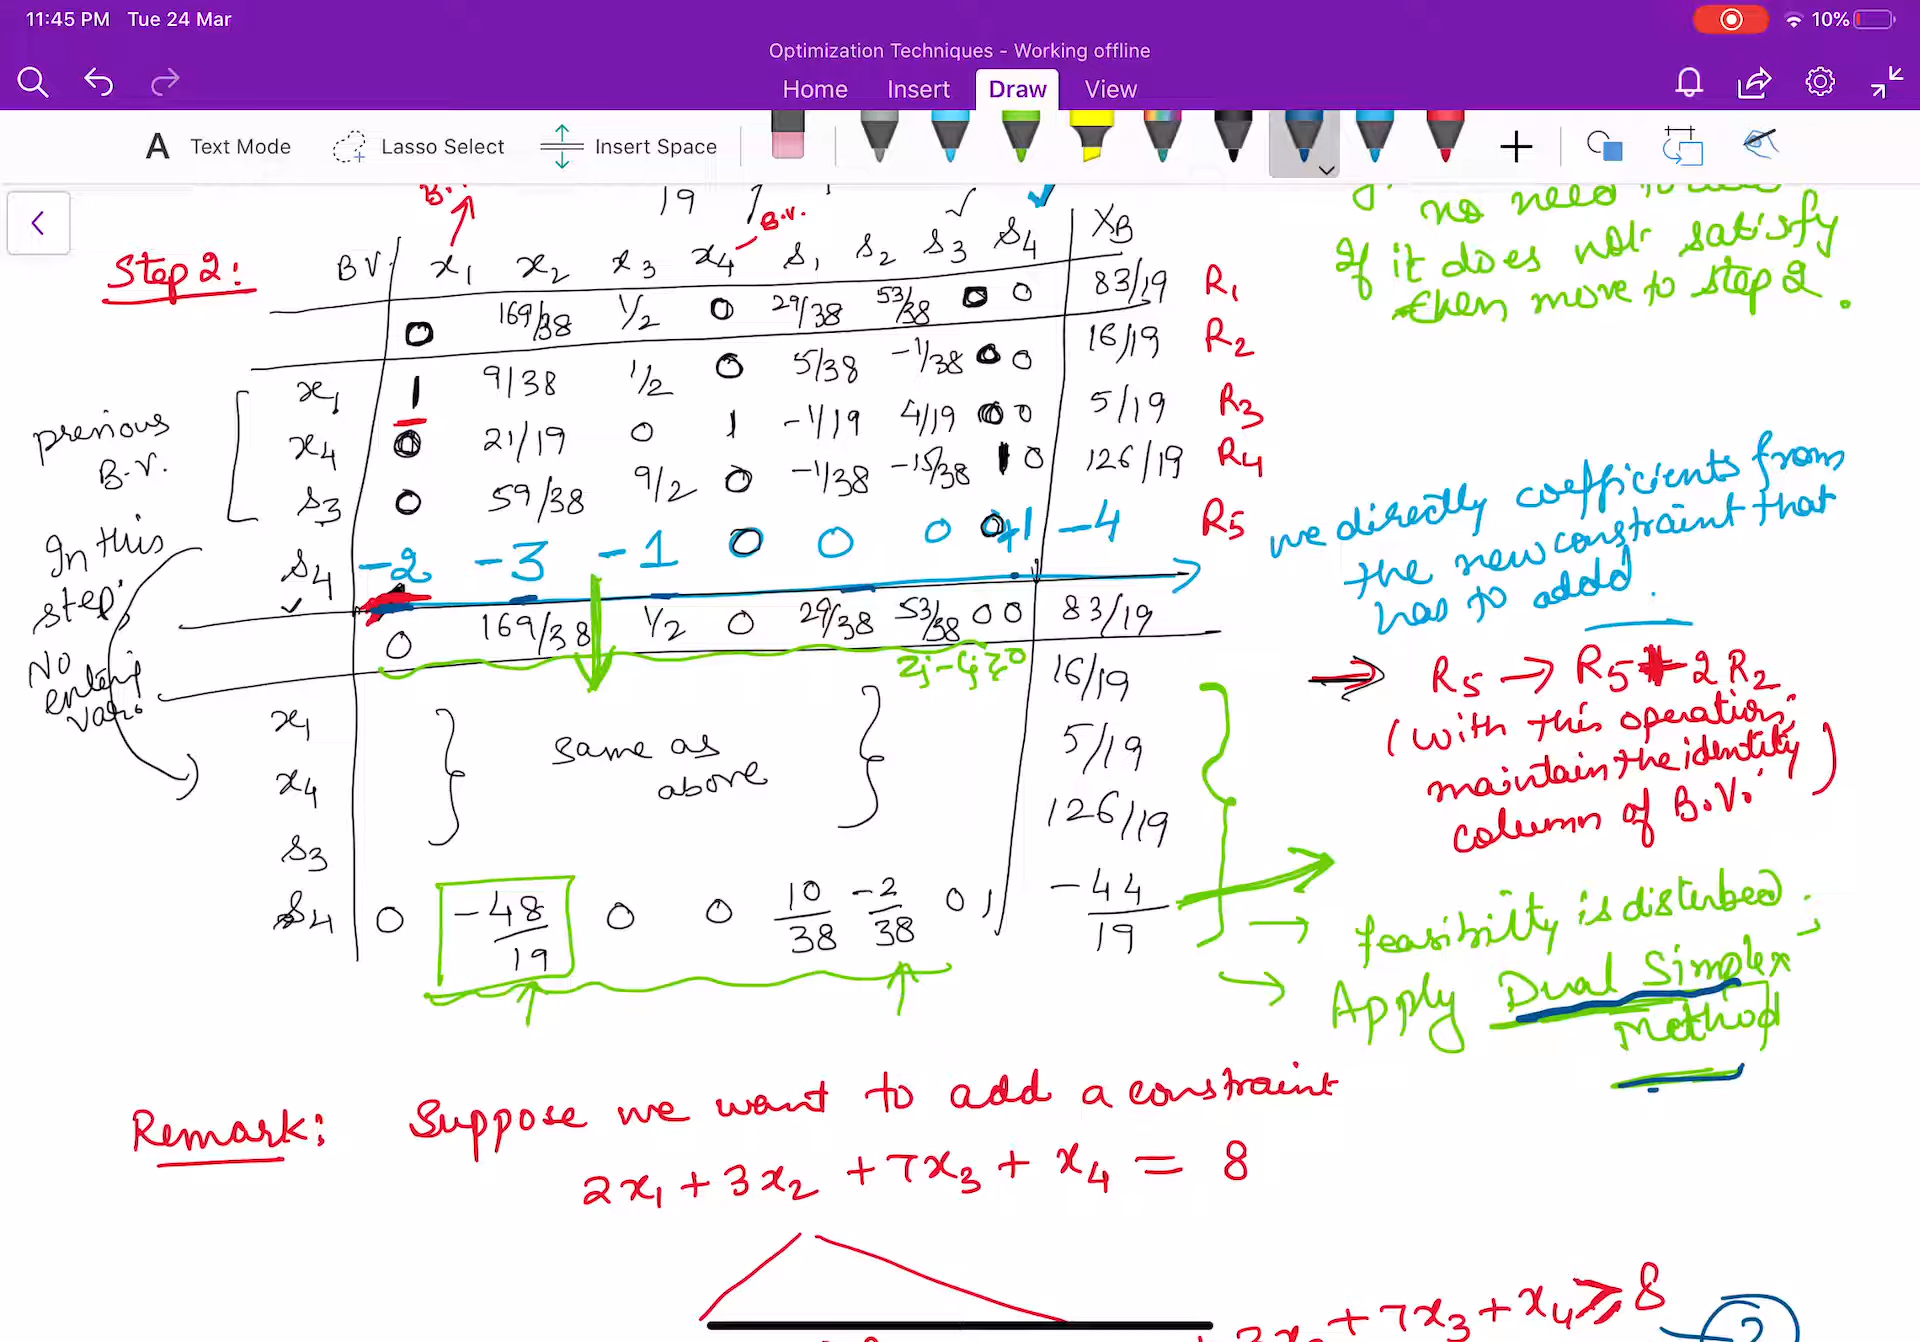 11:45 PM Tue 24 Mar
10%
Optimization Techniques - Working offline
Home Insert Draw View
A Text Mode Lasso Select Insert Space
19
B.V.
no need to
If it does not satisfy
then move to step 2.
Step 2:
B.V. x1 x2 x3 x4 s1 s2 s3 s4 XB
0 169/38 1/2 0 29/38 53/38 0 0 83/19 R1
x1 1 9/38 1/2 0 5/38 -1/38 0 0 16/19 R2
x4 0 21/19 0 1 -1/19 4/19 0 0 5/19 R3
s3 0 59/38 9/2 0 -1/38 -15/38 1 0 126/19 R4
s4 -2 -3 -1 0 0 0 0 +1 -4 R5
previous
B.V.
In this
step:
No
entering
var.
we directly coefficients from
the new constraint that
has to add.
0 169/38 1/2 0 29/38 53/38 0 0 83/19
zj-cj≥0
x1 16/19
x4 5/19
s3 126/19
same as
above
s4 0 -48/19 0 0 10/38 -2/38 0 1 -44/19
R5 → R5 + 2R2
(with this operation,
maintain the identity
column of B.V.)
→ feasibilty is disturbed.
→ Apply Dual Simplex
Method
Remark: Suppose we want to add a constraint
2x1 + 3x2 + 7x3 + x4 = 8
+ 7x3 + x4 ≥ 8
2